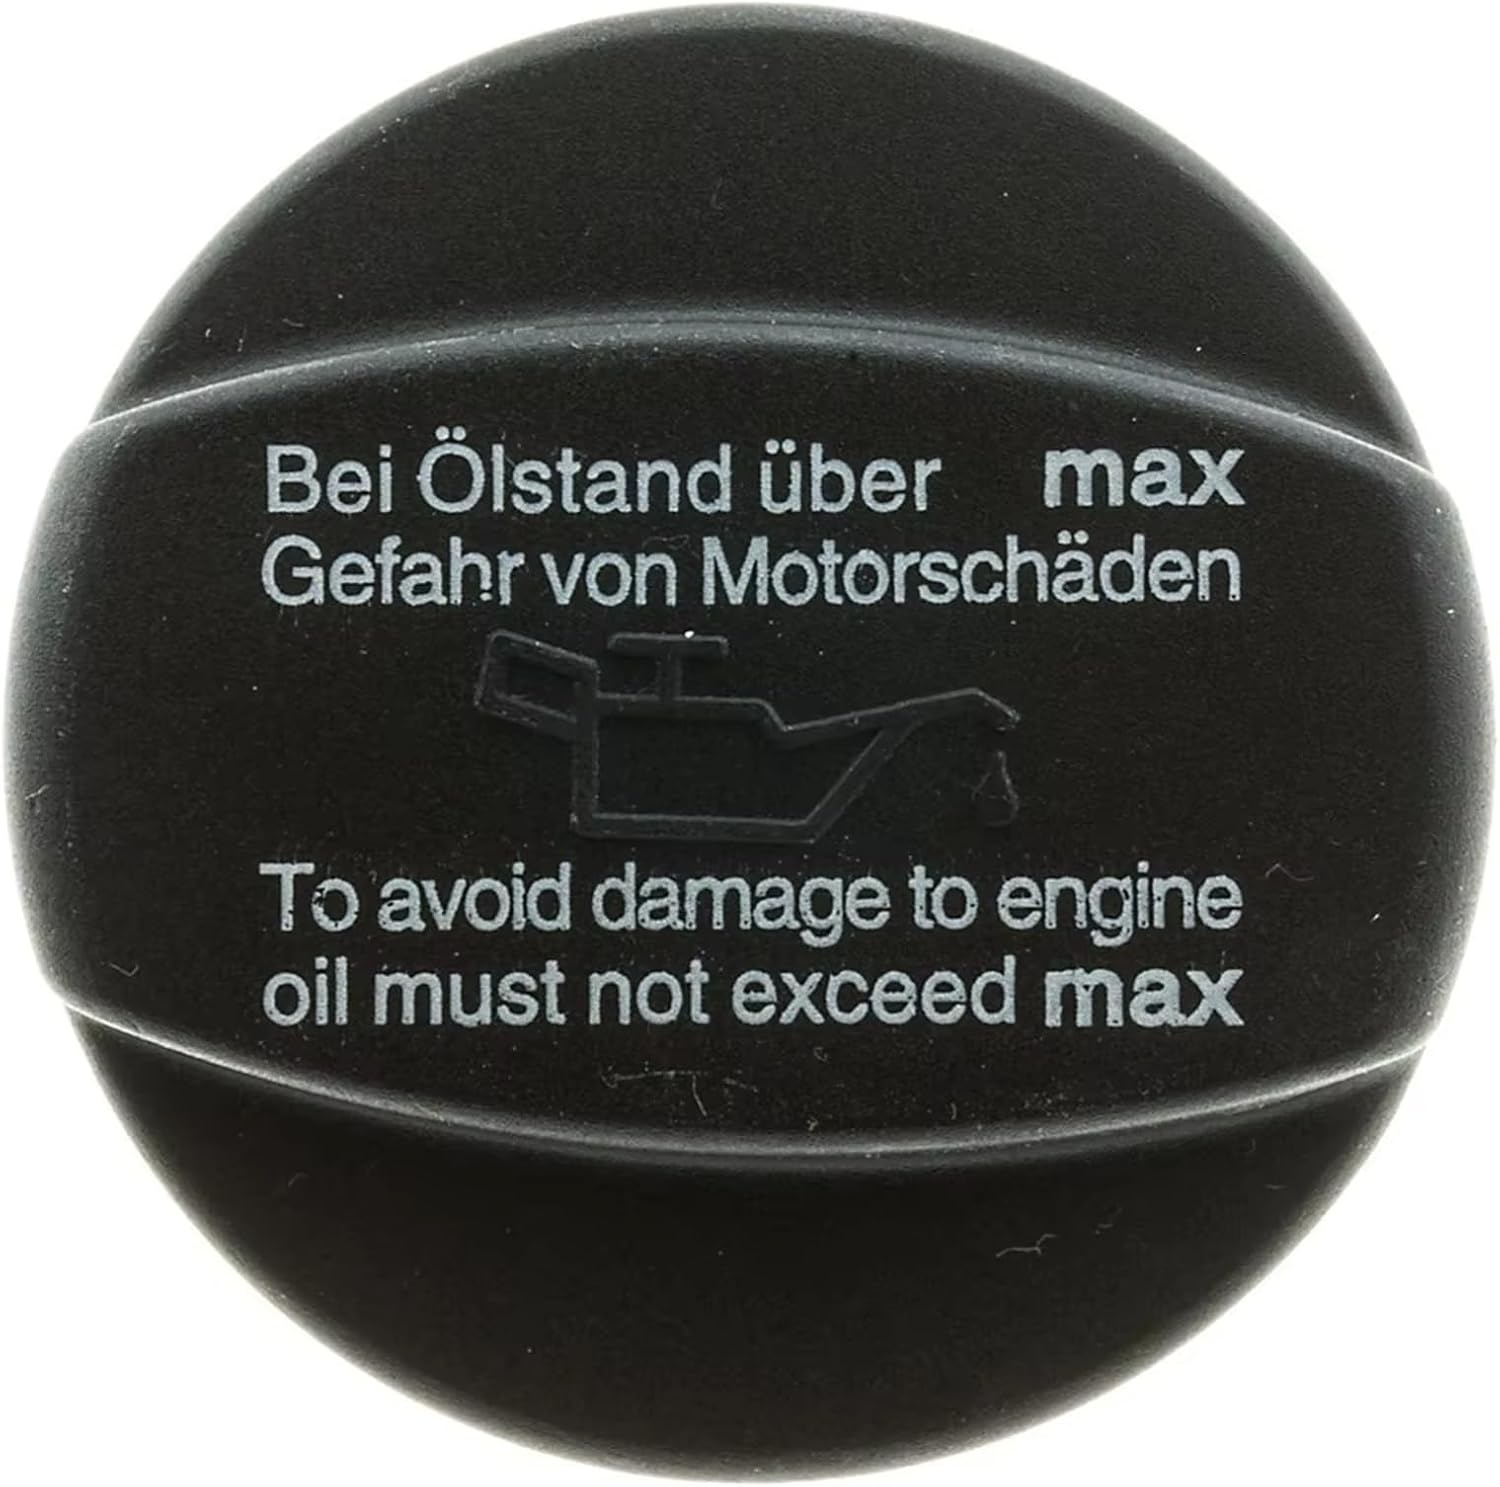 Bei Ölstand über max
Gefahr von Motorschäden
To avoid damage to engine
oil must not exceed max